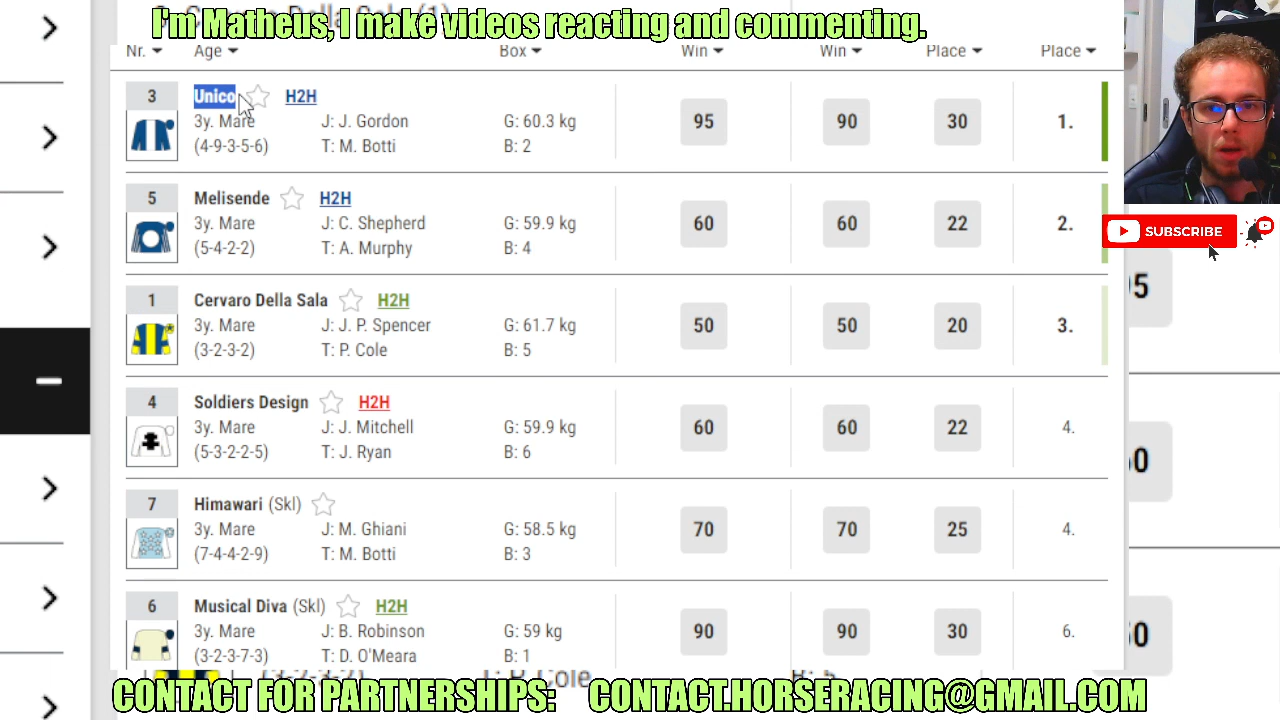 I'm Matheus, I make videos reacting and commenting.
Nr. Age Box Win Win Place Place
3 Unico H2H
3y. Mare J: J. Gordon G: 60.3 kg 95 90 30 1.
(4-9-3-5-6) T: M. Botti B: 2
5 Melisende H2H
3y. Mare J: C. Shepherd G: 59.9 kg 60 60 22 2.
(5-4-2-2) T: A. Murphy B: 4
SUBSCRIBE
1 Cervaro Della Sala H2H
3y. Mare J: J. P. Spencer G: 61.7 kg 50 50 20 3.
(3-2-3-2) T: P. Cole B: 5
4 Soldiers Design H2H
3y. Mare J: J. Mitchell G: 59.9 kg 60 60 22 4.
(5-3-2-2-5) T: J. Ryan B: 6
7 Himawari (Skl)
3y. Mare J: M. Ghiani G: 58.5 kg 70 70 25 4.
(7-4-4-2-9) T: M. Botti B: 3
6 Musical Diva (Skl) H2H
3y. Mare J: B. Robinson G: 59 kg 90 90 30 6.
(3-2-3-7-3) T: D. O'Meara B: 1
CONTACT FOR PARTNERSHIPS: CONTACT.HORSERACING@GMAIL.COM